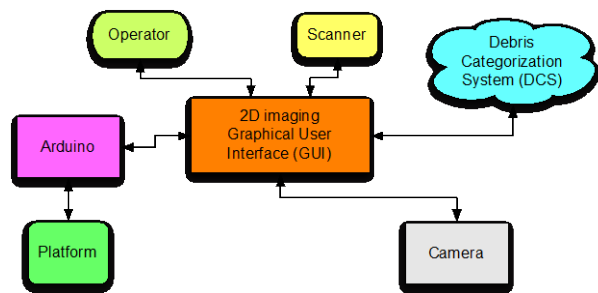 Operator
Scanner
Debris
Categorization
System (DCS)
2D imaging
Graphical User
Interface (GUI)
Arduino
Platform
Camera